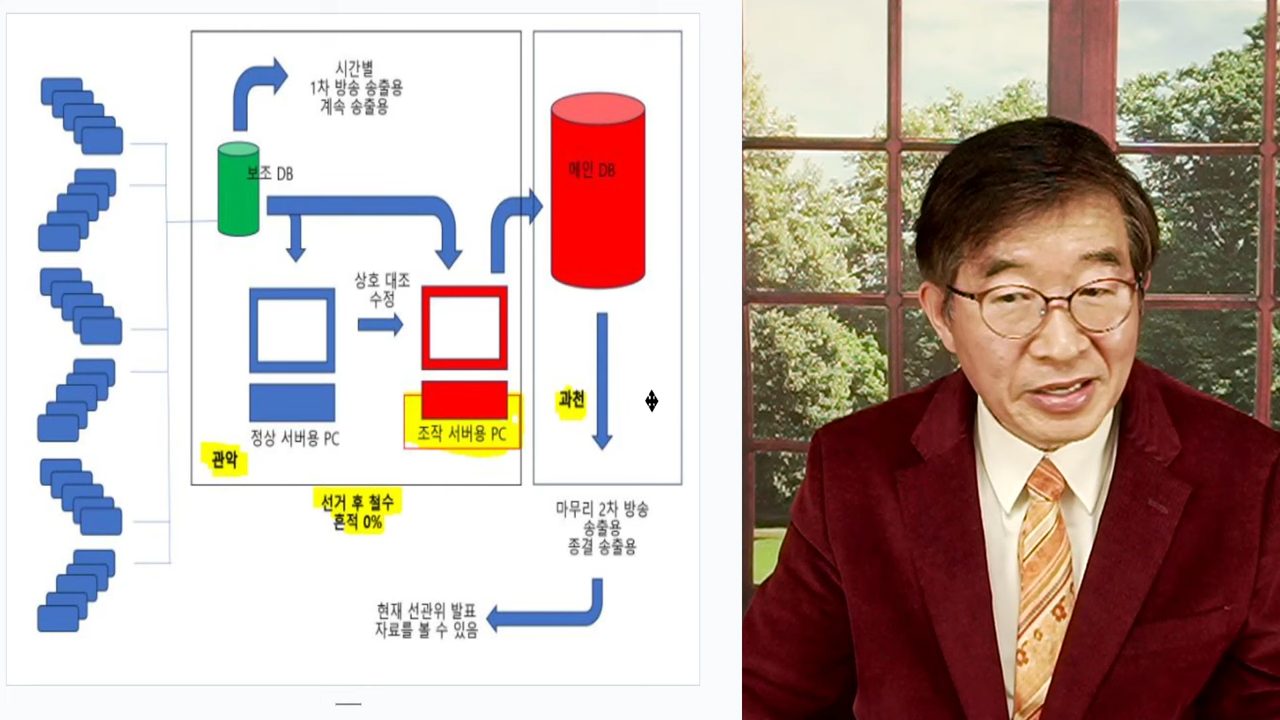 시간별
1차 방송 송출용
계속 송출용
보조 DB
메인 DB
상호 대조
수정
과천
조작 서버용 PC
정상 서버용 PC
관악
선거 후 철수
흔적 0%
마무리 2차 방송
송출용
종결 송출용
현재 선관위 발표
자료를 볼 수 있음